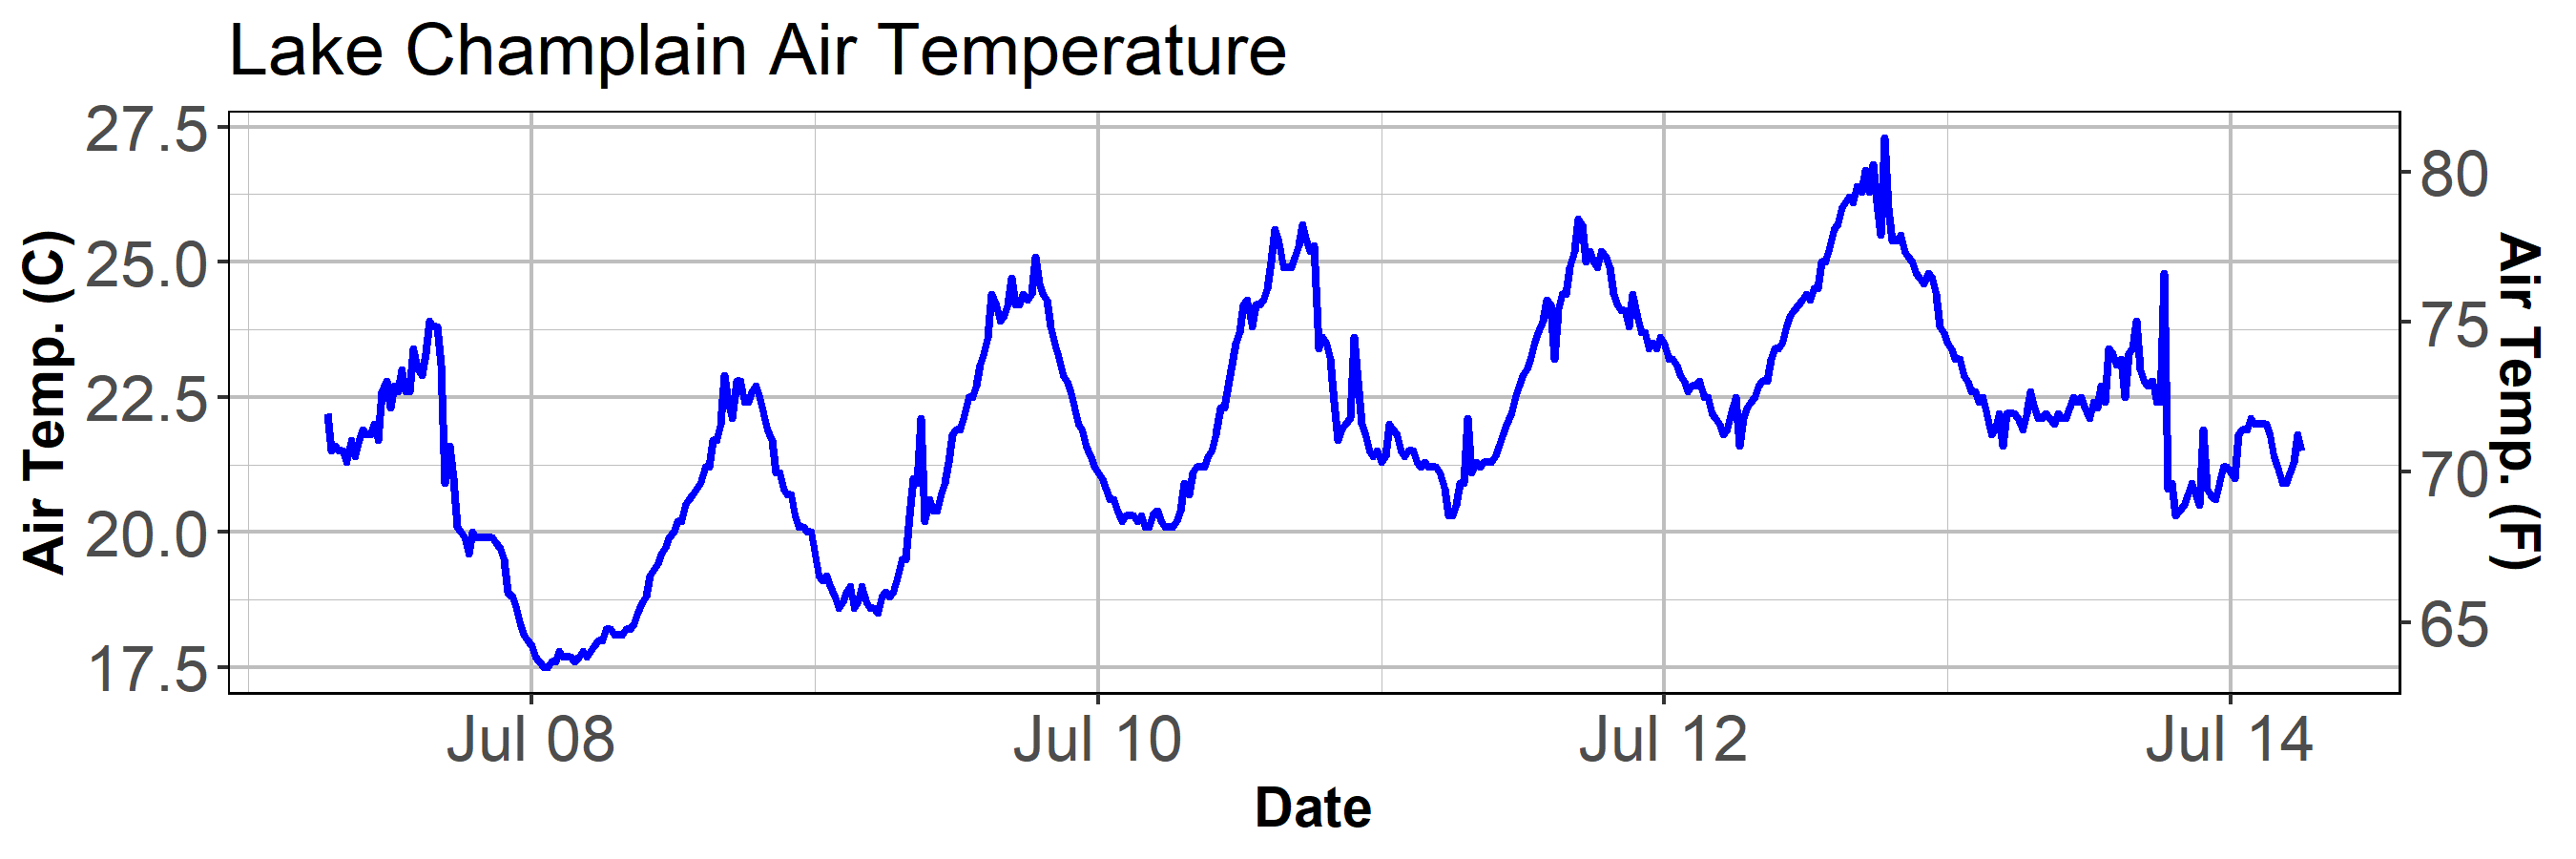 Lake Champlain Air Temperature
Air Temp. (C)
27.5
25.0
22.5
20.0
17.5
80
75
70
65
Air Temp. (F)
Jul 08 Jul 10 Jul 12 Jul 14
Date